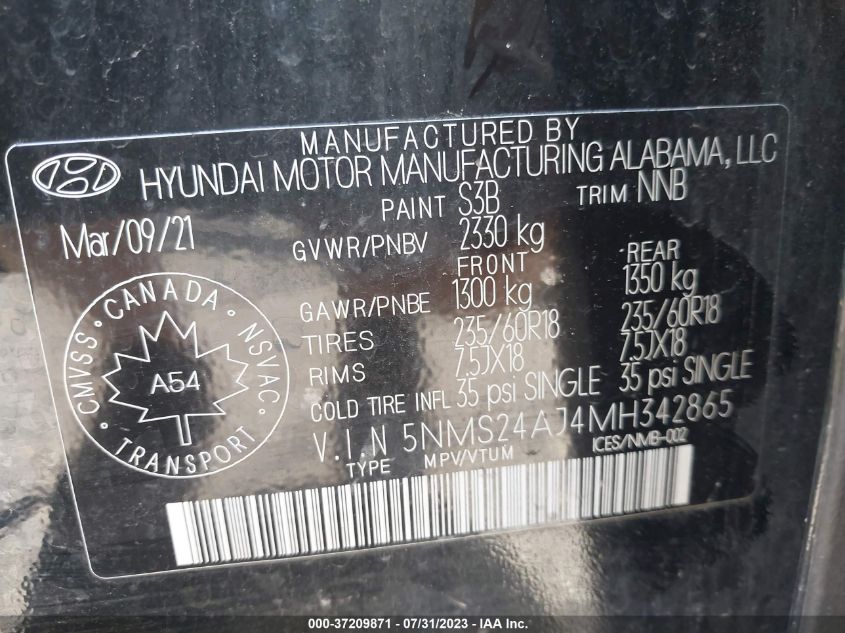 MANUFACTURED BY
HYUNDAI MOTOR MANUFACTURING ALABAMA, LLC
PAINT S3B TRIM NNB
Mar/09/21
GVWR/PNBV 2330 kg
FRONT REAR
GAWR/PNBE 1300 kg 1350 kg
TIRES 235/60R18 235/60R18
RIMS 7.5JX18 7.5JX18
COLD TIRE INFL 35 psi SINGLE 35 psi SINGLE
V.I.N 5NMS24AJ4MH342865
TYPE MPV/VTUM ICES/NMB-002
CMVSS · CANADA · NSVAC · TRANSPORT
A54
000-37209871 - 07/31/2023 - IAA Inc.